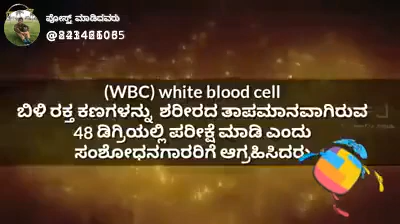 ಪೋಸ್ಟ್ ಮಾಡಿದವರು
(WBC) white blood cell
ಬಿಳಿ ರಕ್ತ ಕಣಗಳನ್ನು ಶರೀರದ ತಾಪಮಾನವಾಗಿರುವ
48 ಡಿಗ್ರಿಯಲ್ಲಿ ಪರೀಕ್ಷೆ ಮಾಡಿ ಎಂದು
ಸಂಶೋಧನಗಾರರಿಗೆ ಆಗ್ರಹಿಸಿದರು